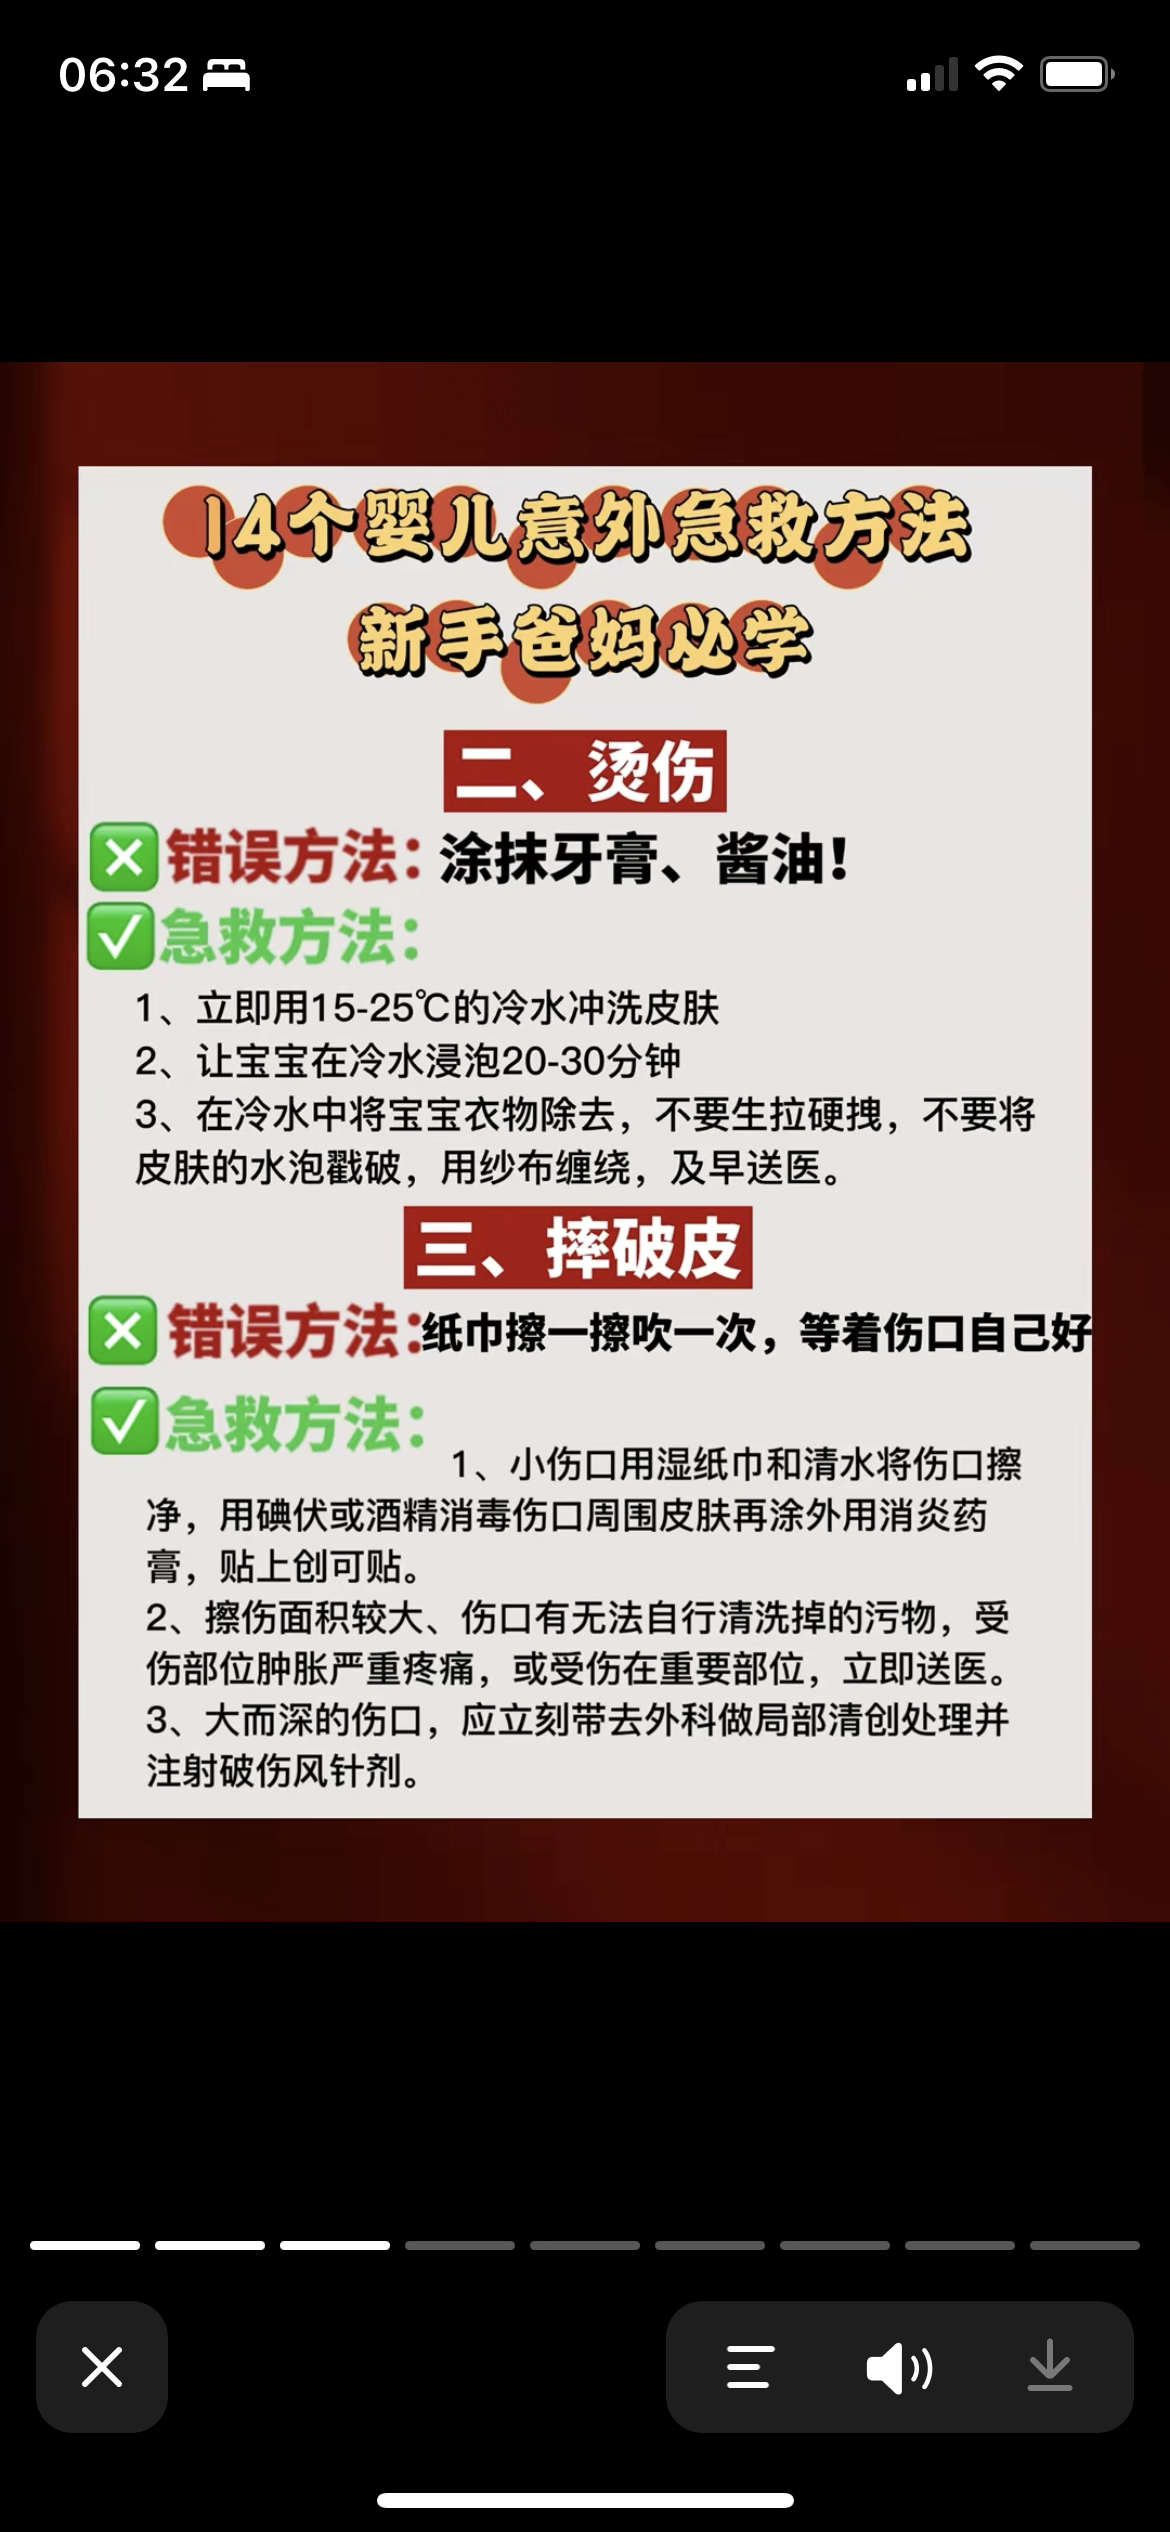 06:32
14个婴儿意外急救方法
新手爸妈必学
二、烫伤
错误方法：涂抹牙膏、酱油！
急救方法：
1、立即用15-25℃的冷水冲洗皮肤
2、让宝宝在冷水浸泡20-30分钟
3、在冷水中将宝宝衣物除去，不要生拉硬拽，不要将
皮肤的水泡戳破，用纱布缠绕，及早送医。
三、摔破皮
错误方法：纸巾擦一擦吹一次，等着伤口自己好
急救方法：
1、小伤口用湿纸巾和清水将伤口擦
净，用碘伏或酒精消毒伤口周围皮肤再涂外用消炎药
膏，贴上创可贴。
2、擦伤面积较大、伤口有无法自行清洗掉的污物，受
伤部位肿胀严重疼痛，或受伤在重要部位，立即送医。
3、大而深的伤口，应立刻带去外科做局部清创处理并
注射破伤风针剂。